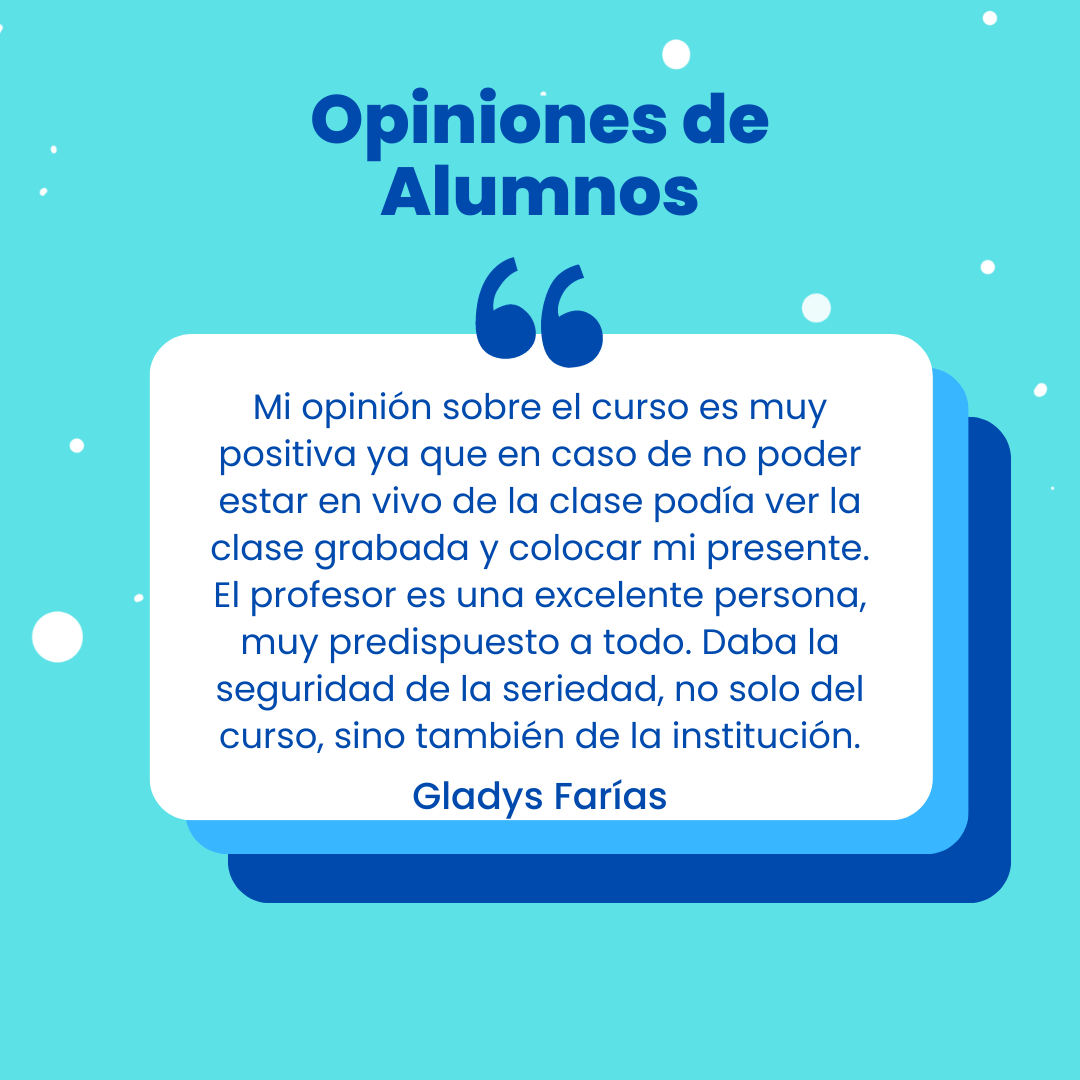 Opiniones de
Alumnos
Mi opinión sobre el curso es muy
positiva ya que en caso de no poder
estar en vivo de la clase podía ver la
clase grabada y colocar mi presente.
El profesor es una excelente persona,
muy predispuesto a todo. Daba la
seguridad de la seriedad, no solo del
curso, sino también de la institución.
Gladys Farías